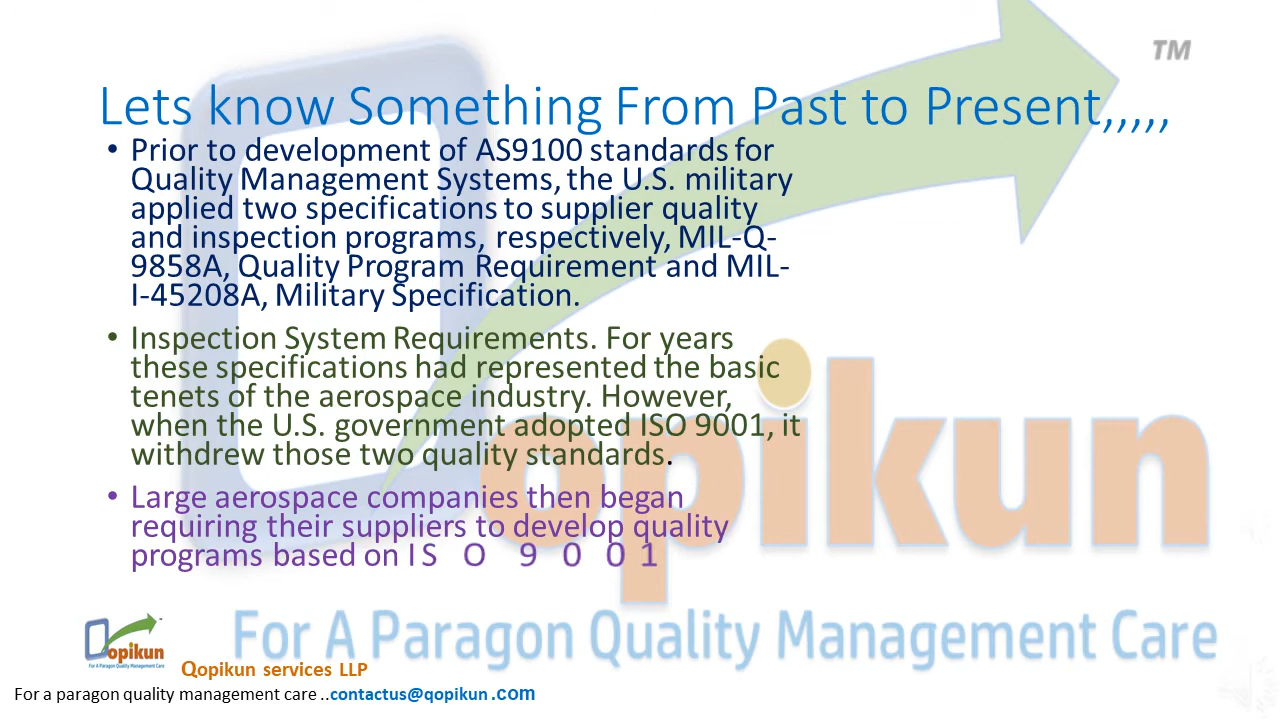 TM
Lets know Something From Past to Present,,,,,
• Prior to development of AS9100 standards for
Quality Management Systems, the U.S. military
applied two specifications to supplier quality
and inspection programs, respectively, MIL-Q-
9858A, Quality Program Requirement and MIL-
I-45208A, Military Specification.
• Inspection System Requirements. For years
these specifications had represented the basic
tenets of the aerospace industry. However,
when the U.S. government adopted ISO 9001, it
withdrew those two quality standards.
• Large aerospace companies then began
requiring their suppliers to develop quality
programs based on IS O 9 0 01
opikun
For A Paragon Quality Management Care
opikun
For A Paragon Quality Management Care
Qopikun services LLP
For a paragon quality management care ..contactus@qopikun .com